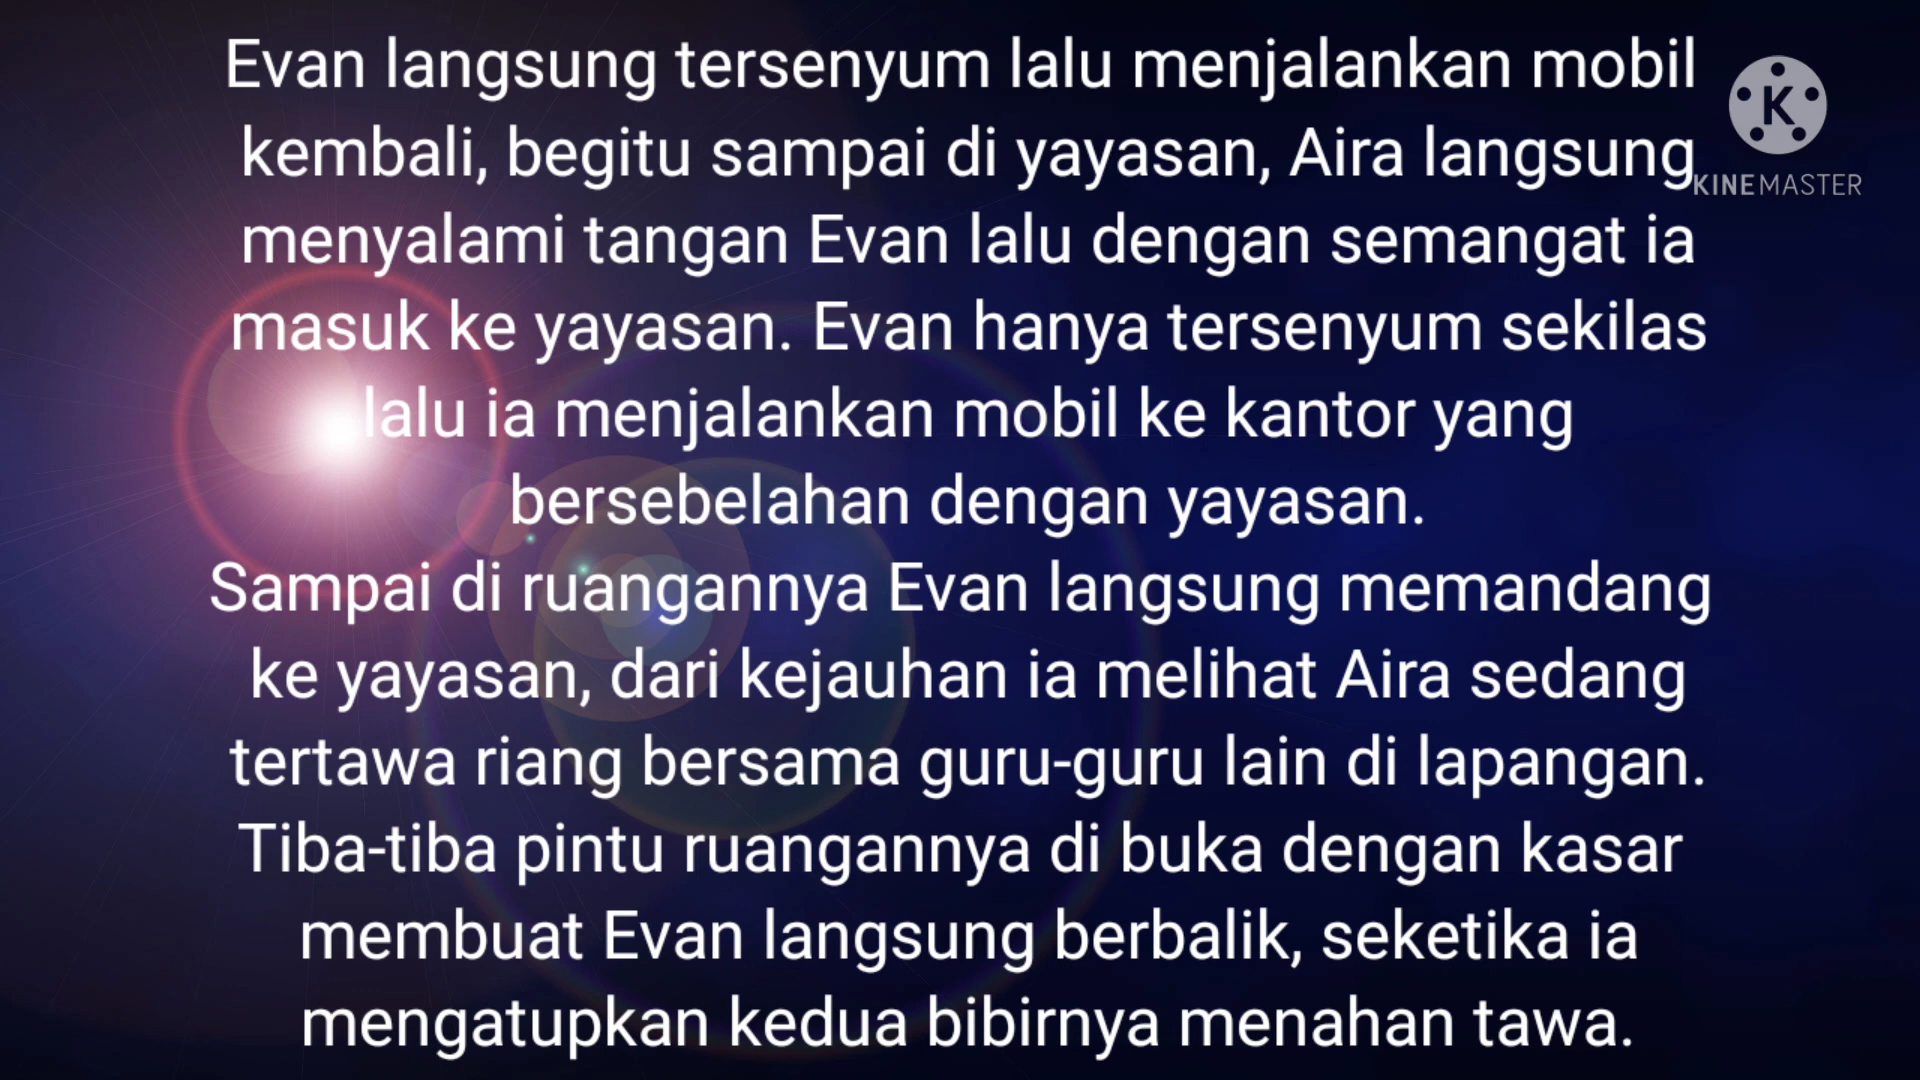 Evan langsung tersenyum lalu menjalankan mobil
kembali, begitu sampai di yayasan, Aira langsung
menyalami tangan Evan lalu dengan semangat ia
masuk ke yayasan. Evan hanya tersenyum sekilas
lalu ia menjalankan mobil ke kantor yang
bersebelahan dengan yayasan.
Sampai di ruangannya Evan langsung memandang
ke yayasan, dari kejauhan ia melihat Aira sedang
tertawa riang bersama guru-guru lain di lapangan.
Tiba-tiba pintu ruangannya di buka dengan kasar
membuat Evan langsung berbalik, seketika ia
mengatupkan kedua bibirnya menahan tawa.
K
KINEMASTER